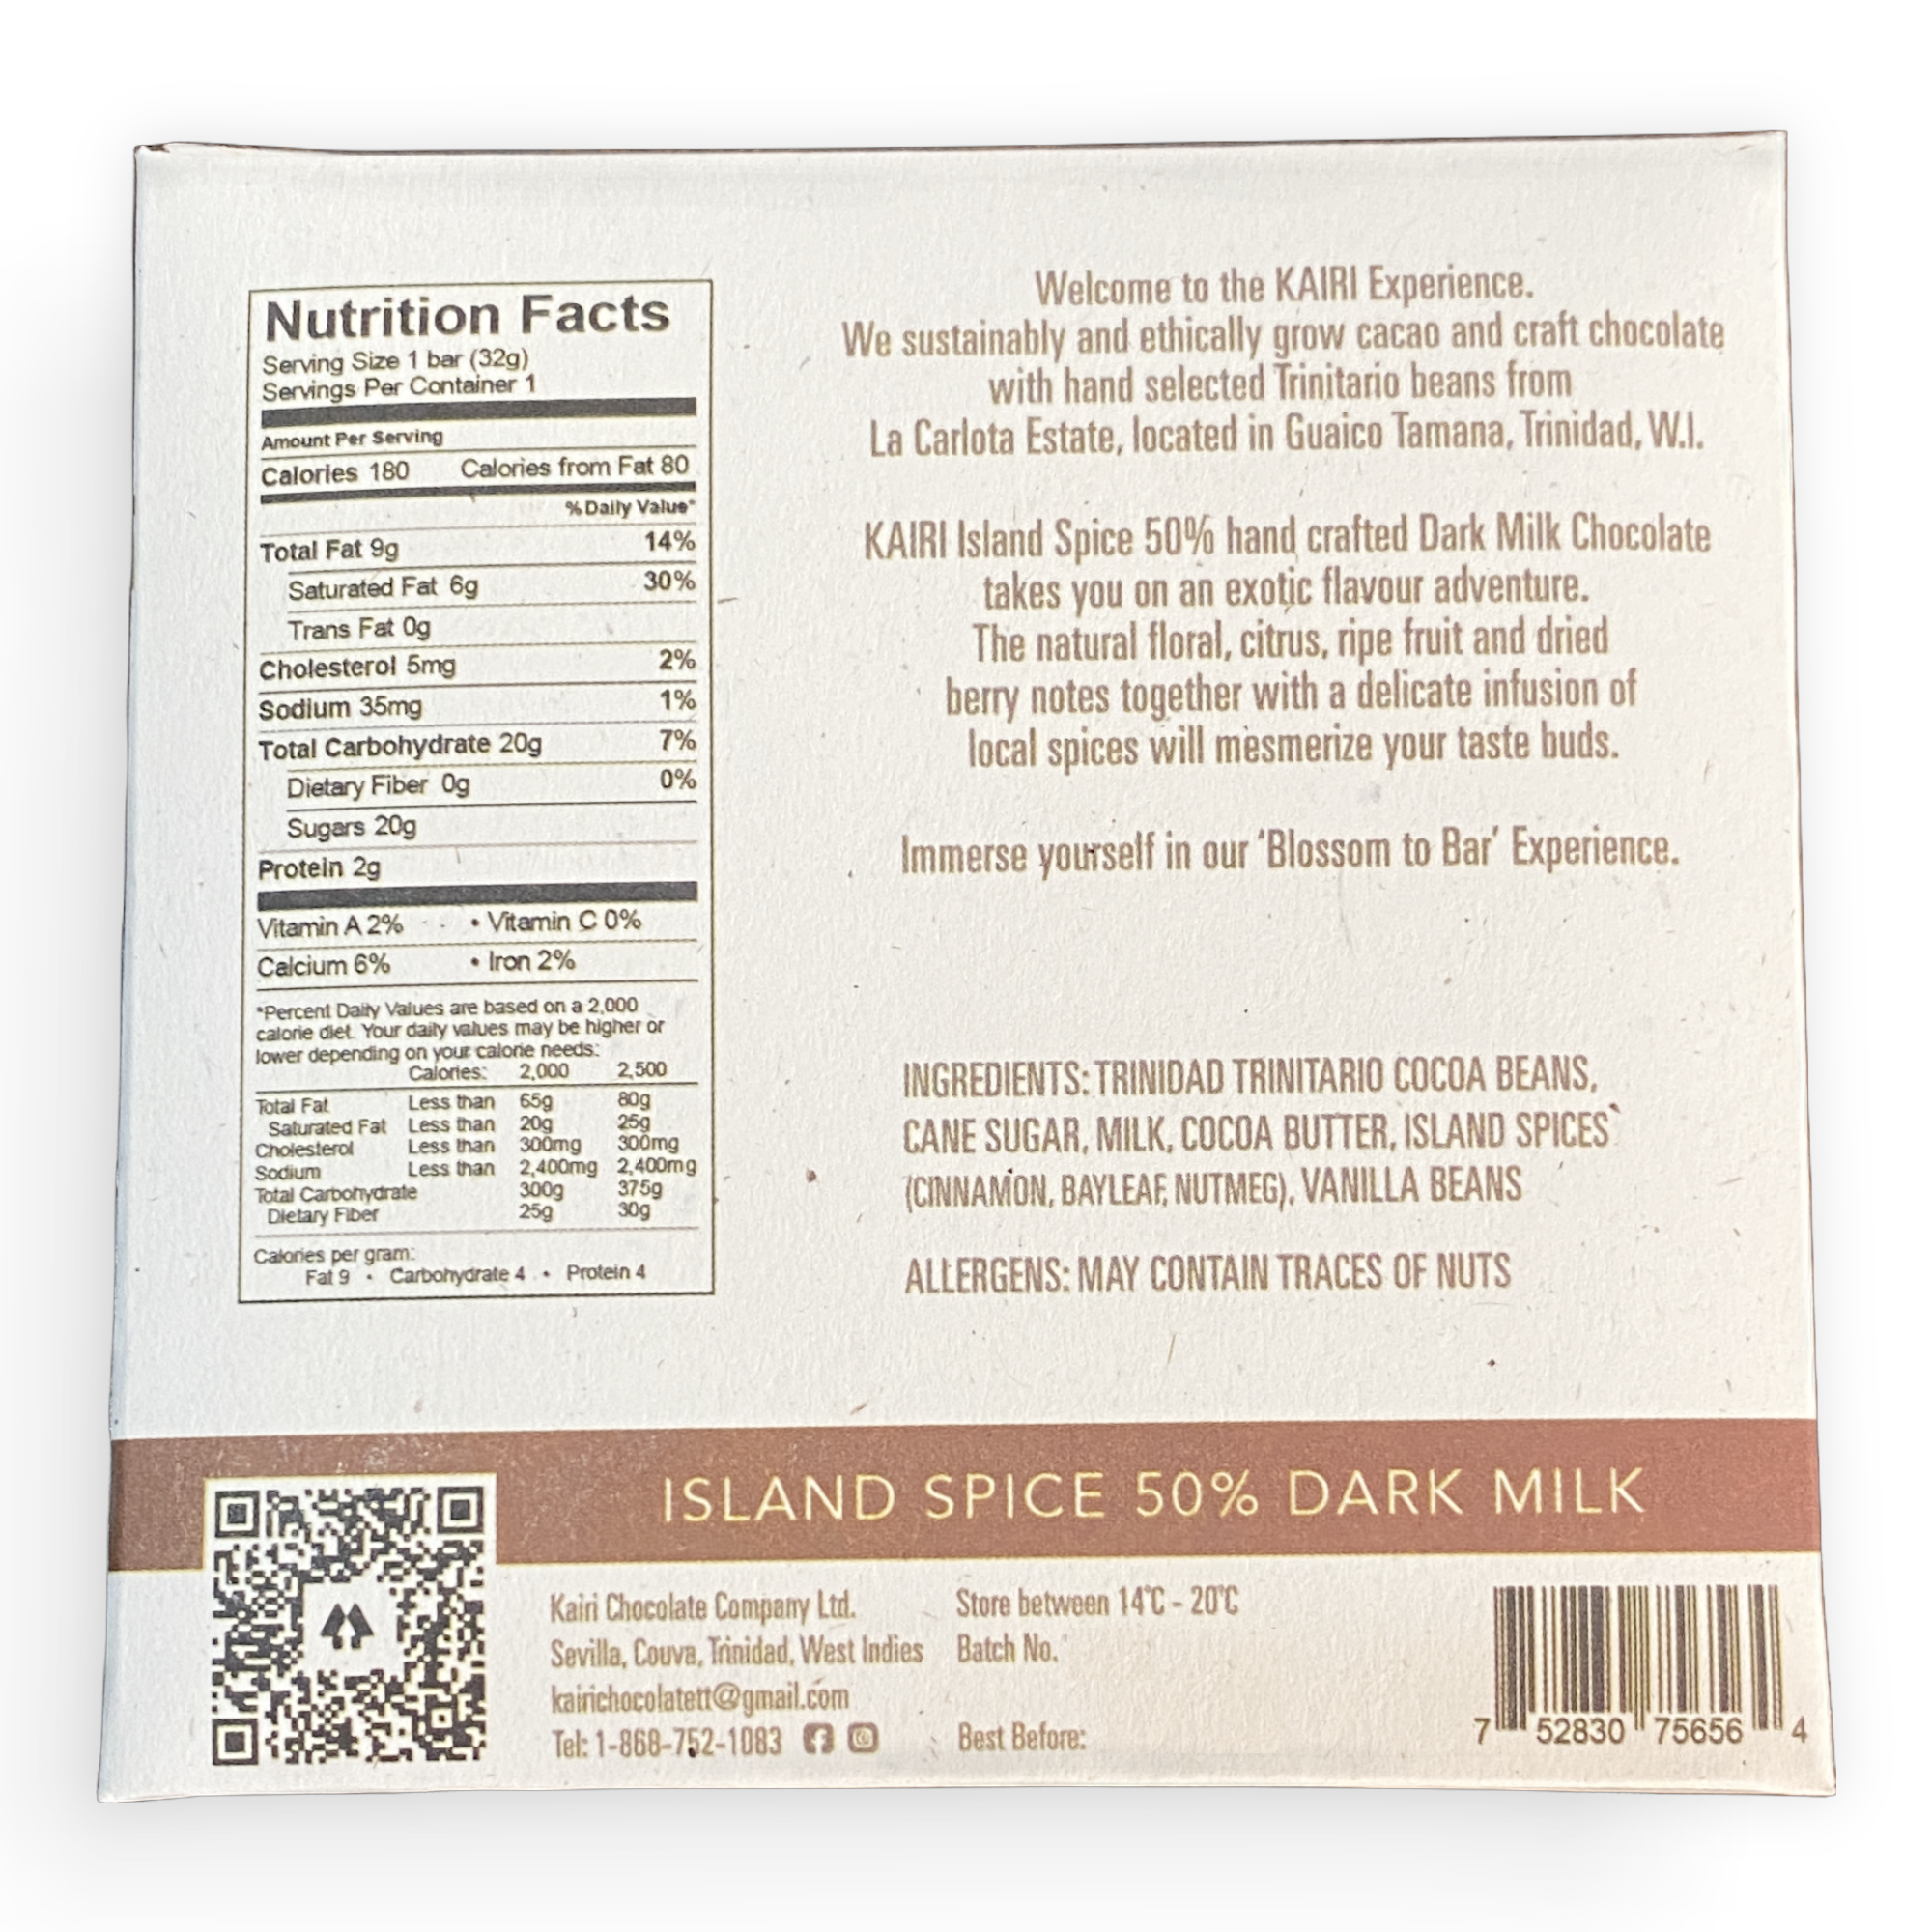 Nutrition Facts
Serving Size 1 bar (32g)
Servings Per Container 1
Amount Per Serving
Calories 180 Calories from Fat 80
% Daily Value*
Total Fat 9g 14%
Saturated Fat 6g 30%
Trans Fat 0g
Cholesterol 5mg 2%
Sodium 35mg 1%
Total Carbohydrate 20g 7%
Dietary Fiber 0g 0%
Sugars 20g
Protein 2g
Vitamin A 2% • Vitamin C 0%
Calcium 6% • Iron 2%
*Percent Daily Values are based on a 2,000
calorie diet. Your daily values may be higher or
lower depending on your calorie needs:
Calories: 2,000 2,500
Total Fat Less than 65g 80g
Saturated Fat Less than 20g 25g
Cholesterol Less than 300mg 300mg
Sodium Less than 2,400mg 2,400mg
Total Carbohydrate 300g 375g
Dietary Fiber 25g 30g
Calories per gram:
Fat 9 • Carbohydrate 4 • Protein 4
Welcome to the KAIRI Experience.
We sustainably and ethically grow cacao and craft chocolate
with hand selected Trinitario beans from
La Carlota Estate, located in Guaico Tamana, Trinidad, W.I.
KAIRI Island Spice 50% hand crafted Dark Milk Chocolate
takes you on an exotic flavour adventure.
The natural floral, citrus, ripe fruit and dried
berry notes together with a delicate infusion of
local spices will mesmerize your taste buds.
Immerse yourself in our 'Blossom to Bar' Experience.
INGREDIENTS: TRINIDAD TRINITARIO COCOA BEANS,
CANE SUGAR, MILK, COCOA BUTTER, ISLAND SPICES
(CINNAMON, BAYLEAF, NUTMEG), VANILLA BEANS
ALLERGENS: MAY CONTAIN TRACES OF NUTS
ISLAND SPICE 50% DARK MILK
Kairi Chocolate Company Ltd.
Sevilla, Couva, Trinidad, West Indies
kairichocolatett@gmail.com
Tel: 1-868-752-1083
Store between 14°C - 20°C
Batch No.
Best Before:
7 52830 75656 4